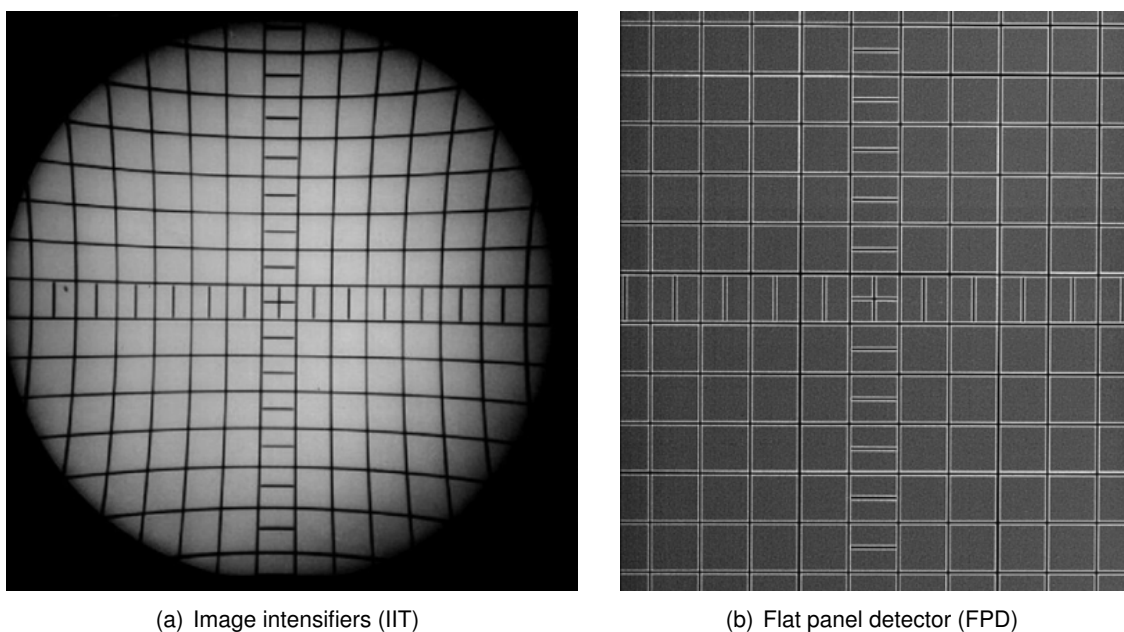 (a) Image intensifiers (IIT)
(b) Flat panel detector (FPD)